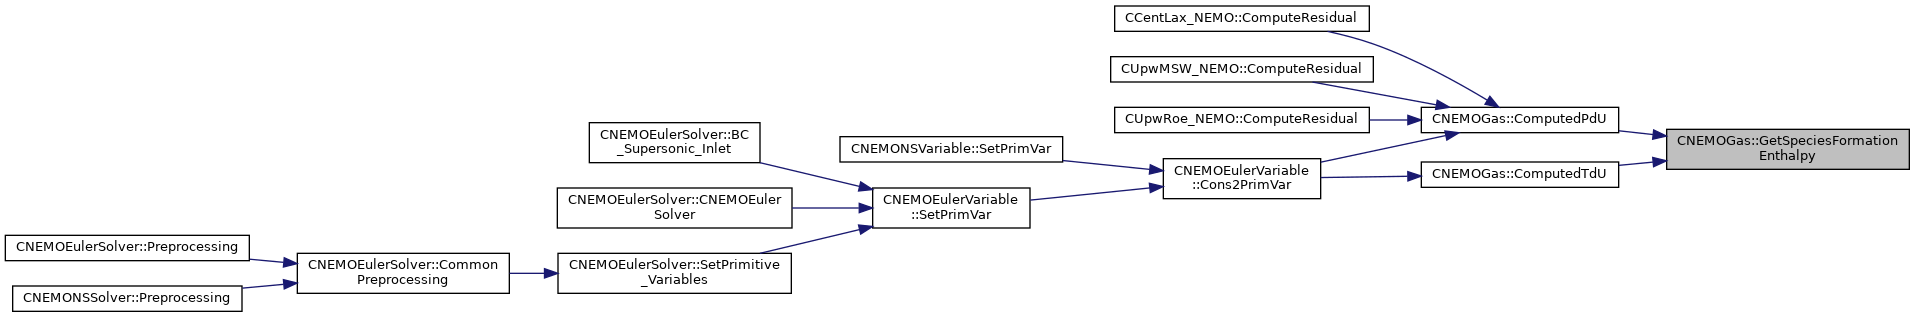 CCentLax_NEMO::ComputeResidual
CUpwMSW_NEMO::ComputeResidual
CUpwRoe_NEMO::ComputeResidual
CNEMOGas::ComputedPdU
CNEMOGas::GetSpeciesFormation
Enthalpy
CNEMOEulerSolver::BC
_Supersonic_Inlet
CNEMONSVariable::SetPrimVar
CNEMOEulerVariable
::Cons2PrimVar
CNEMOGas::ComputedTdU
CNEMOEulerSolver::CNEMOEuler
Solver
CNEMOEulerVariable
::SetPrimVar
CNEMOEulerSolver::Preprocessing
CNEMOEulerSolver::Common
Preprocessing
CNEMOEulerSolver::SetPrimitive
_Variables
CNEMONSSolver::Preprocessing